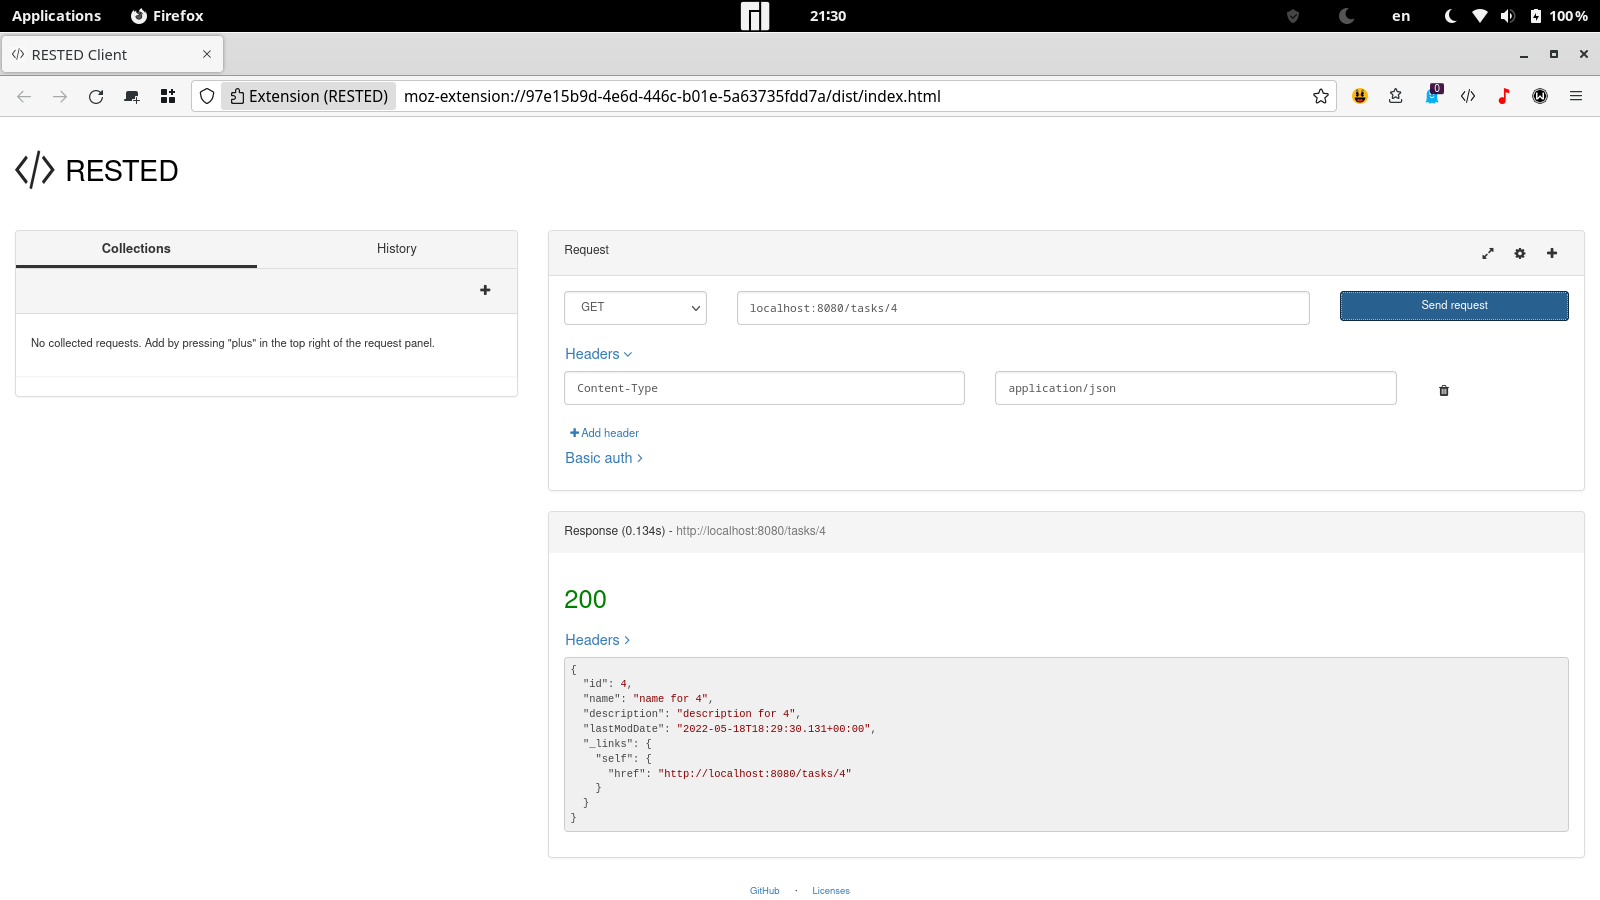 Applications Firefox 21:30 en 100%
RESTED Client
Extension (RESTED) moz-extension://97e15b9d-4e6d-446c-b01e-5a63735fdd7a/dist/index.html 0
</> RESTED
Collections History
No collected requests. Add by pressing "plus" in the top right of the request panel.
Request
GET localhost:8080/tasks/4 Send request
Headers
Content-Type application/json
Add header
Basic auth
Response (0.134s) - http://localhost:8080/tasks/4
200
Headers
{
  "id": 4,
  "name": "name for 4",
  "description": "description for 4",
  "lastModDate": "2022-05-18T18:29:30.131+00:00",
  "_links": {
    "self": {
      "href": "http://localhost:8080/tasks/4"
    }
  }
}
GitHub · Licenses